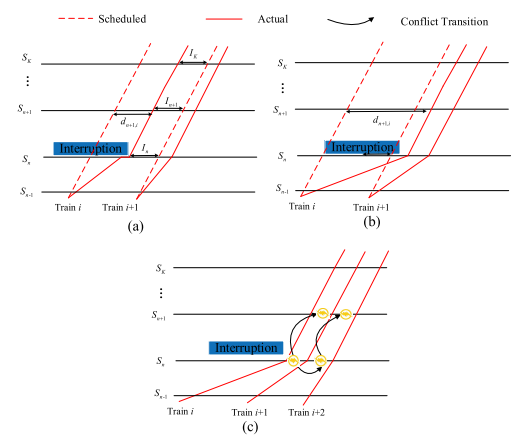 Scheduled Actual Conflict Transition
S_K I_K
⋮
S_{n+1} I_{n+1}
d_{n+1,i}
Interruption I_n
S_n
S_{n-1}
Train i Train i+1
(a)
S_K
⋮
S_{n+1}
d_{n+1,i}
Interruption
S_n
S_{n-1}
Train i Train i+1
(b)
S_K
⋮
S_{n+1}
Interruption
S_n
S_{n-1}
Train i Train i+1 Train i+2
(c)